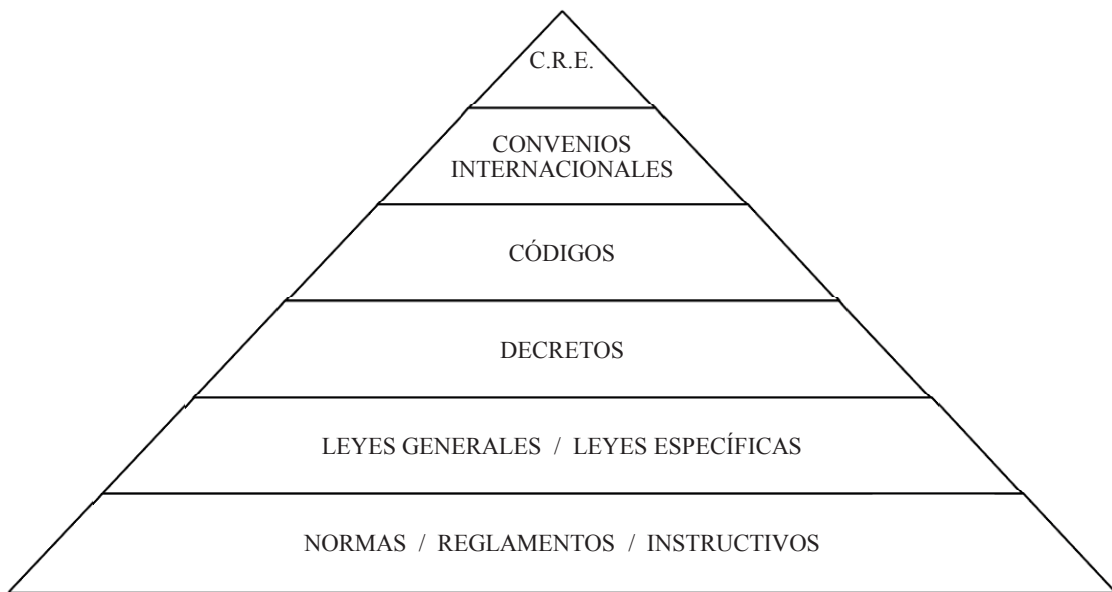 C.R.E.
CONVENIOS
INTERNACIONALES
CÓDIGOS
DECRETOS
LEYES GENERALES / LEYES ESPECÍFICAS
NORMAS / REGLAMENTOS / INSTRUCTIVOS